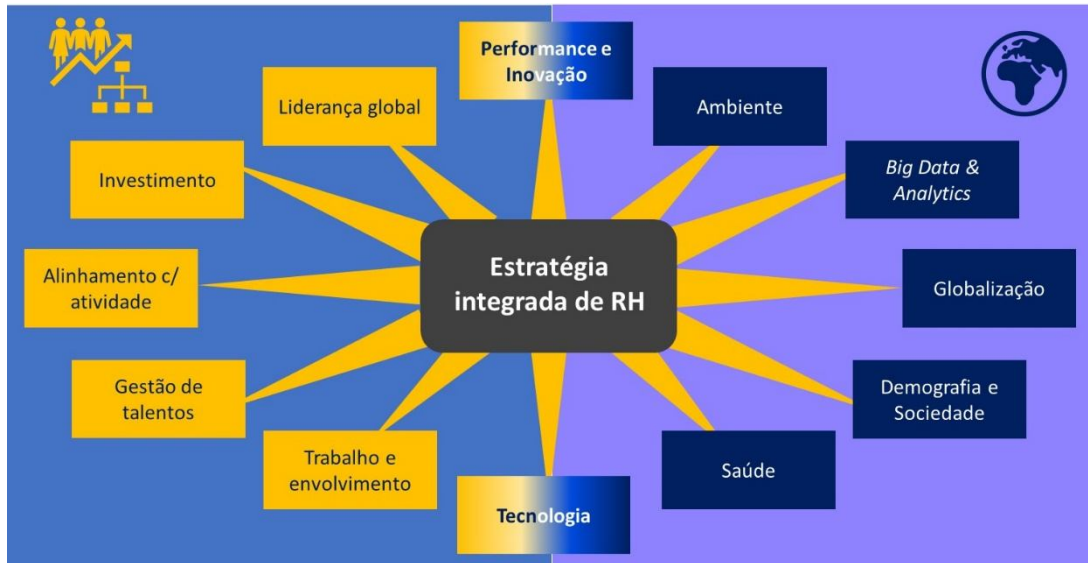 Performance e
Inovação
Liderança global
Ambiente
Investimento
Big Data &
Analytics
Alinhamento c/
atividade
Estratégia
integrada de RH
Globalização
Gestão de
talentos
Demografia e
Sociedade
Trabalho e
envolvimento
Saúde
Tecnologia